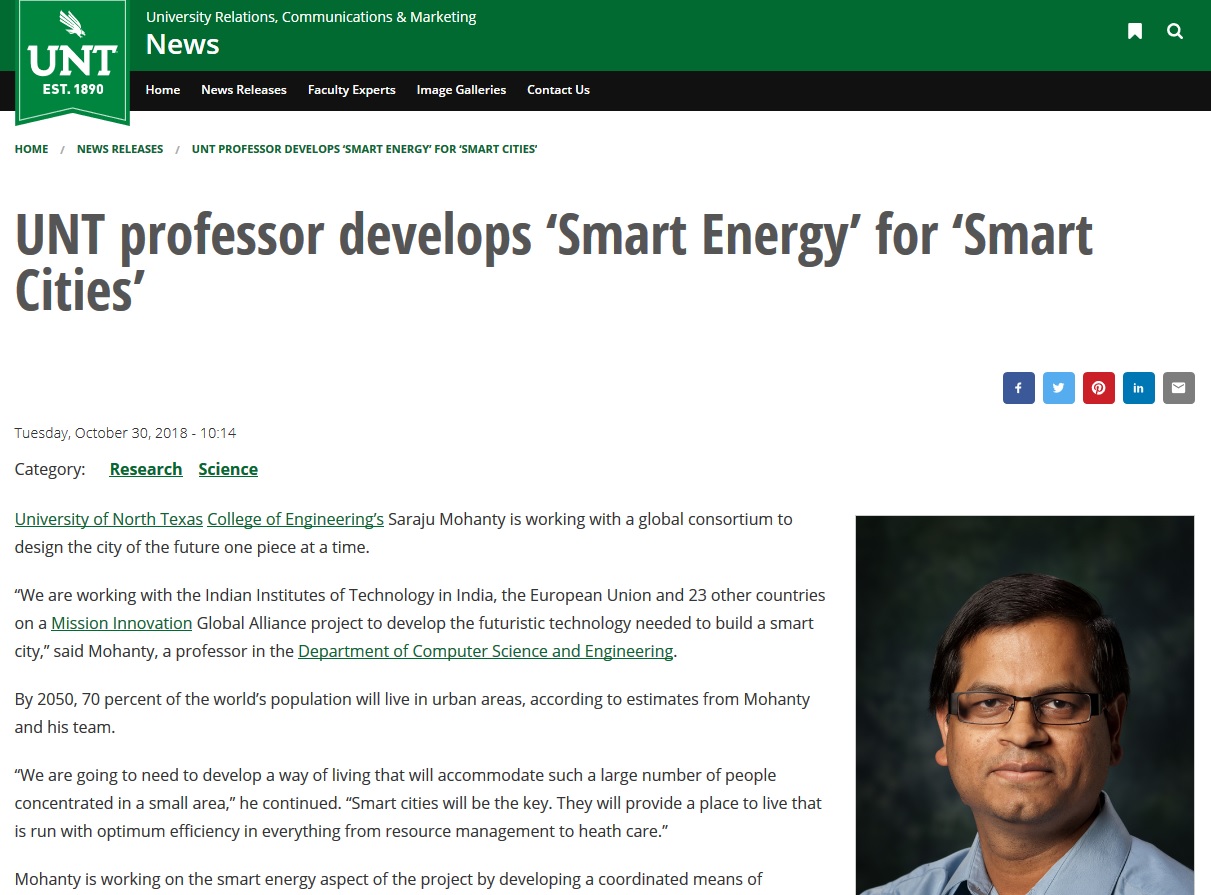 University Relations, Communications & Marketing
News
UNT
EST. 1890
Home News Releases Faculty Experts Image Galleries Contact Us
HOME / NEWS RELEASES / UNT PROFESSOR DEVELOPS ‘SMART ENERGY’ FOR ‘SMART CITIES’
UNT professor develops ‘Smart Energy’ for ‘Smart
Cities’
f in
Tuesday, October 30, 2018 - 10:14
Category: Research Science
University of North Texas College of Engineering’s Saraju Mohanty is working with a global consortium to
design the city of the future one piece at a time.
“We are working with the Indian Institutes of Technology in India, the European Union and 23 other countries
on a Mission Innovation Global Alliance project to develop the futuristic technology needed to build a smart
city,” said Mohanty, a professor in the Department of Computer Science and Engineering.
By 2050, 70 percent of the world’s population will live in urban areas, according to estimates from Mohanty
and his team.
“We are going to need to develop a way of living that will accommodate such a large number of people
concentrated in a small area,” he continued. “Smart cities will be the key. They will provide a place to live that
is run with optimum efficiency in everything from resource management to heath care.”
Mohanty is working on the smart energy aspect of the project by developing a coordinated means of